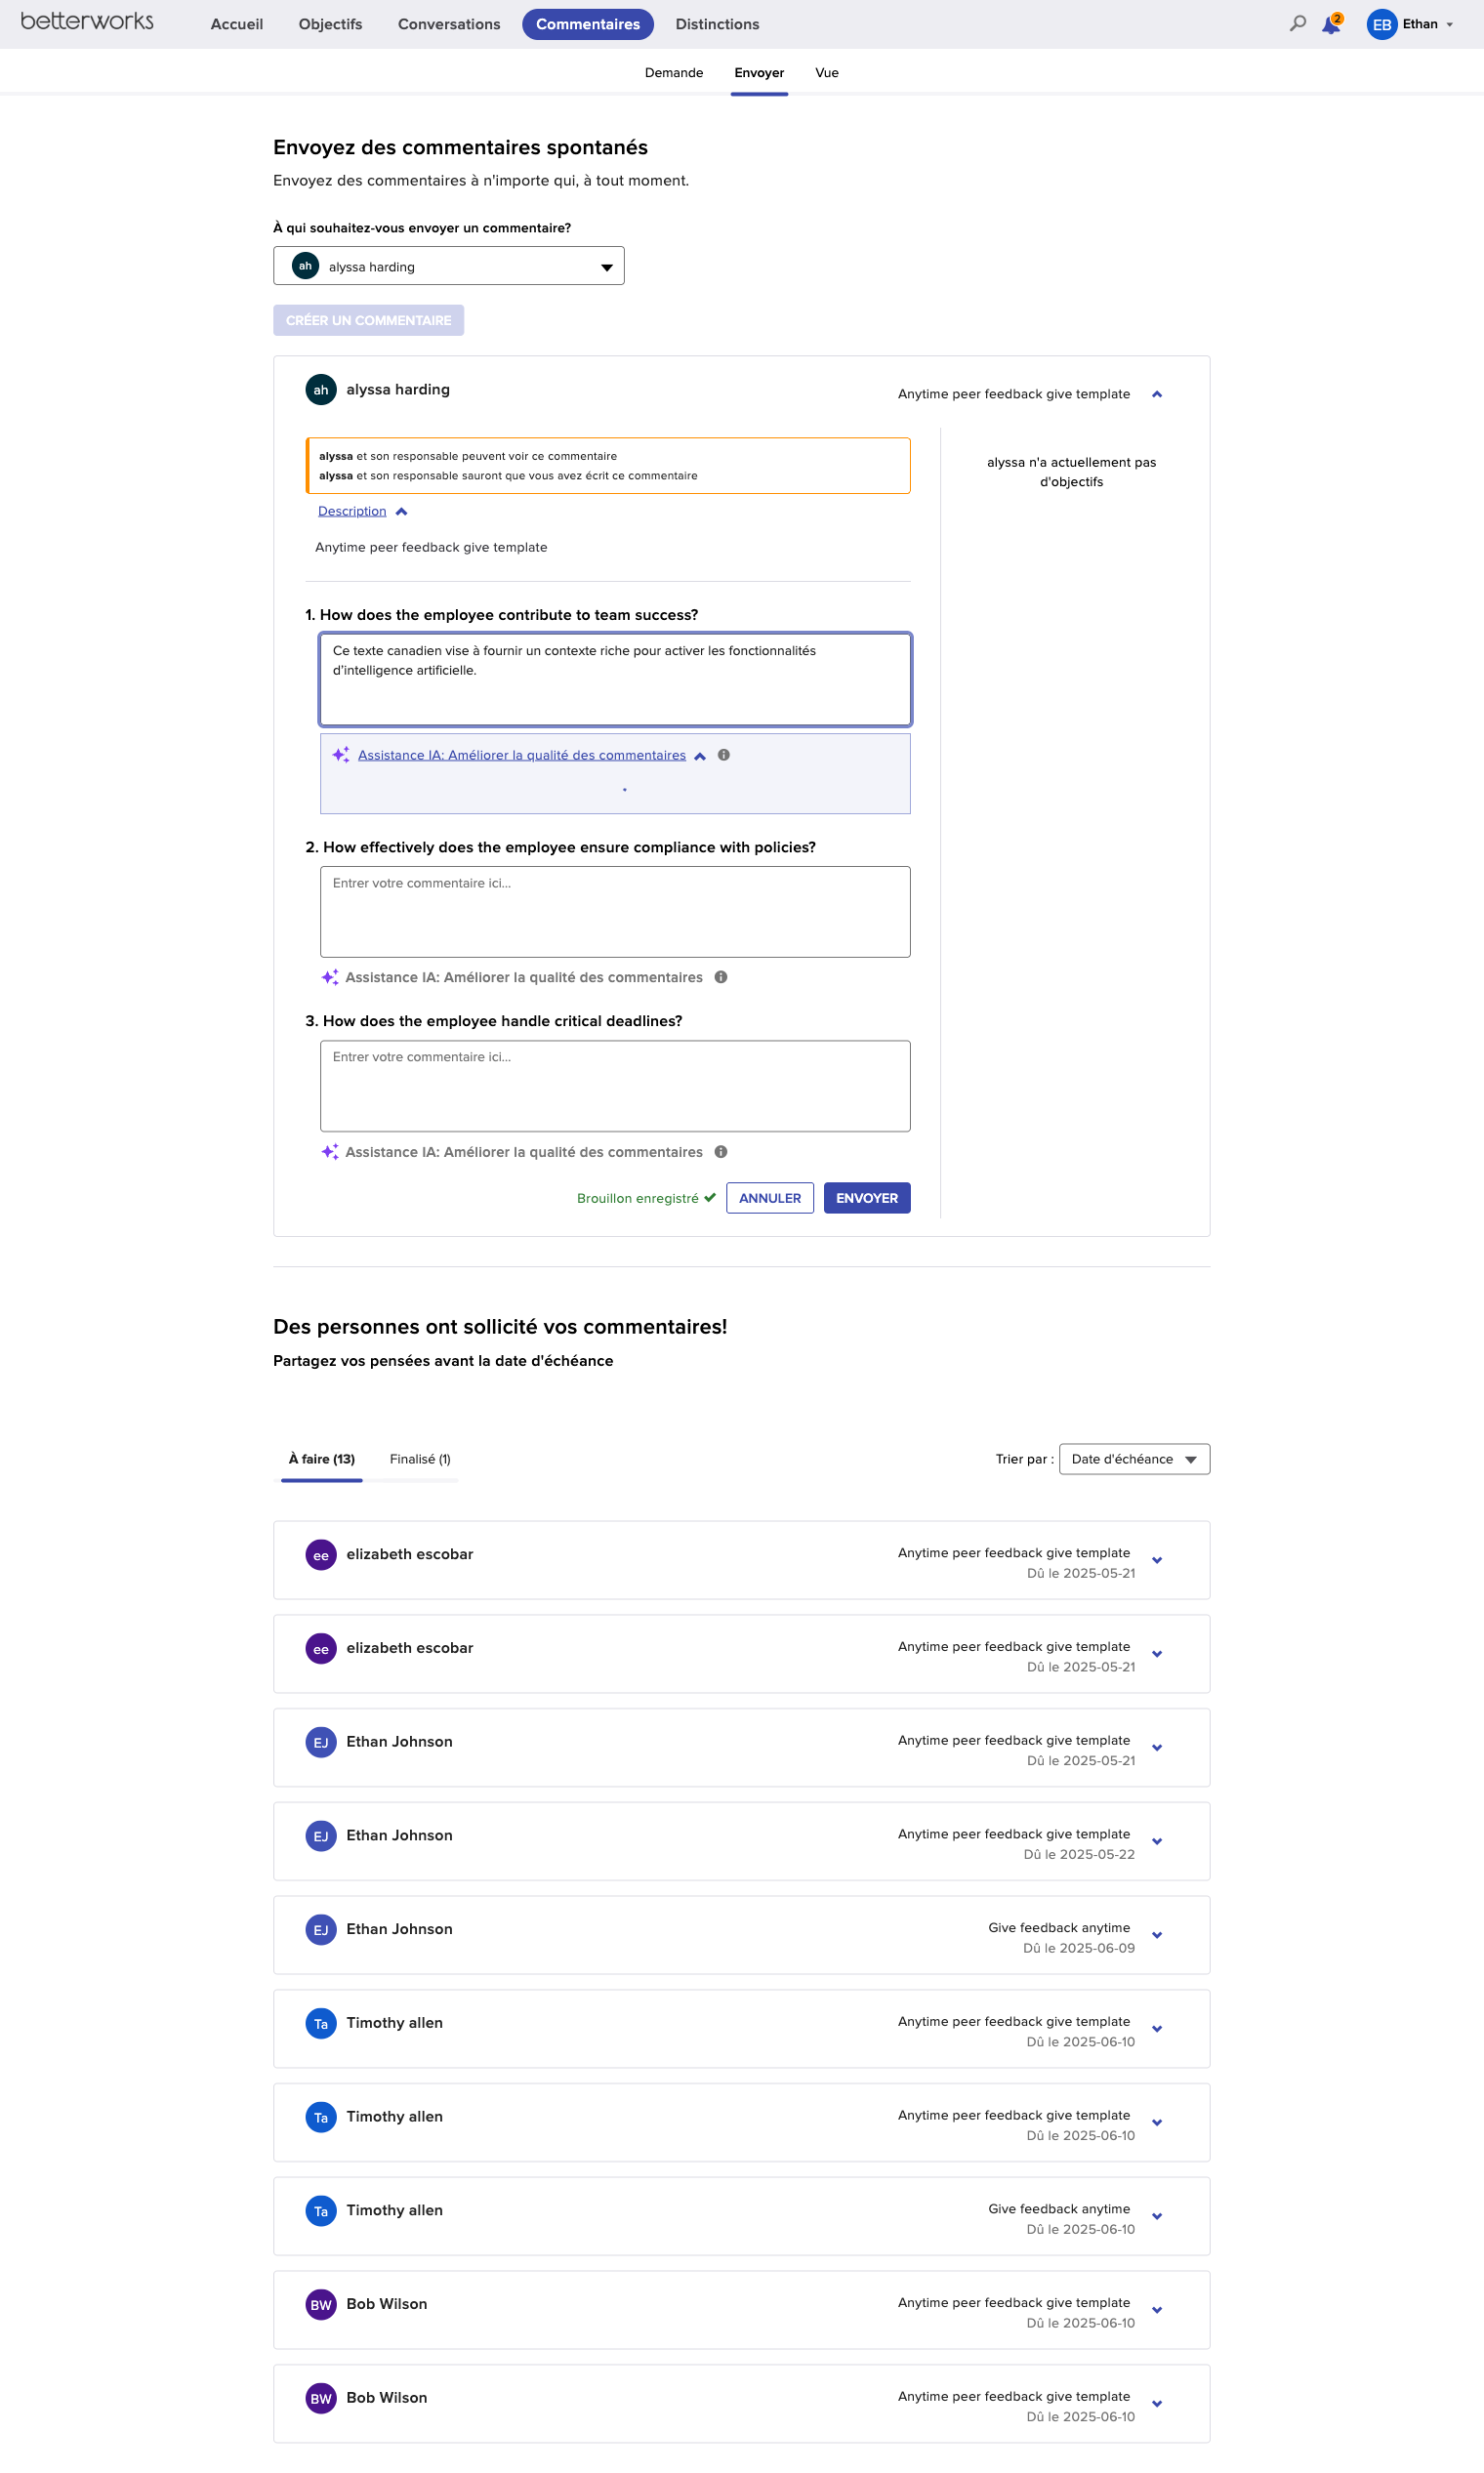 betterworks
Accueil
Objectifs
Conversations
Commentaires
Distinctions
2
EB
Ethan
Demande
Envoyer
Vue
Envoyez des commentaires spontanés
Envoyez des commentaires à n'importe qui, à tout moment.
À qui souhaitez-vous envoyer un commentaire?
ah alyssa harding
CRÉER UN COMMENTAIRE
ah alyssa harding
Anytime peer feedback give template
alyssa et son responsable peuvent voir ce commentaire
alyssa et son responsable sauront que vous avez écrit ce commentaire
alyssa n'a actuellement pas
d'objectifs
Description
Anytime peer feedback give template
1. How does the employee contribute to team success?
Ce texte canadien vise à fournir un contexte riche pour activer les fonctionnalités
d'intelligence artificielle.
Assistance IA: Améliorer la qualité des commentaires
2. How effectively does the employee ensure compliance with policies?
Entrer votre commentaire ici...
Assistance IA: Améliorer la qualité des commentaires
3. How does the employee handle critical deadlines?
Entrer votre commentaire ici...
Assistance IA: Améliorer la qualité des commentaires
Brouillon enregistré
ANNULER
ENVOYER
Des personnes ont sollicité vos commentaires!
Partagez vos pensées avant la date d'échéance
À faire (13)
Finalisé (1)
Trier par :
Date d'échéance
ee elizabeth escobar
Anytime peer feedback give template
Dû le 2025-05-21
ee elizabeth escobar
Anytime peer feedback give template
Dû le 2025-05-21
EJ Ethan Johnson
Anytime peer feedback give template
Dû le 2025-05-21
EJ Ethan Johnson
Anytime peer feedback give template
Dû le 2025-05-22
EJ Ethan Johnson
Give feedback anytime
Dû le 2025-06-09
Ta Timothy allen
Anytime peer feedback give template
Dû le 2025-06-10
Ta Timothy allen
Anytime peer feedback give template
Dû le 2025-06-10
Ta Timothy allen
Give feedback anytime
Dû le 2025-06-10
BW Bob Wilson
Anytime peer feedback give template
Dû le 2025-06-10
BW Bob Wilson
Anytime peer feedback give template
Dû le 2025-06-10